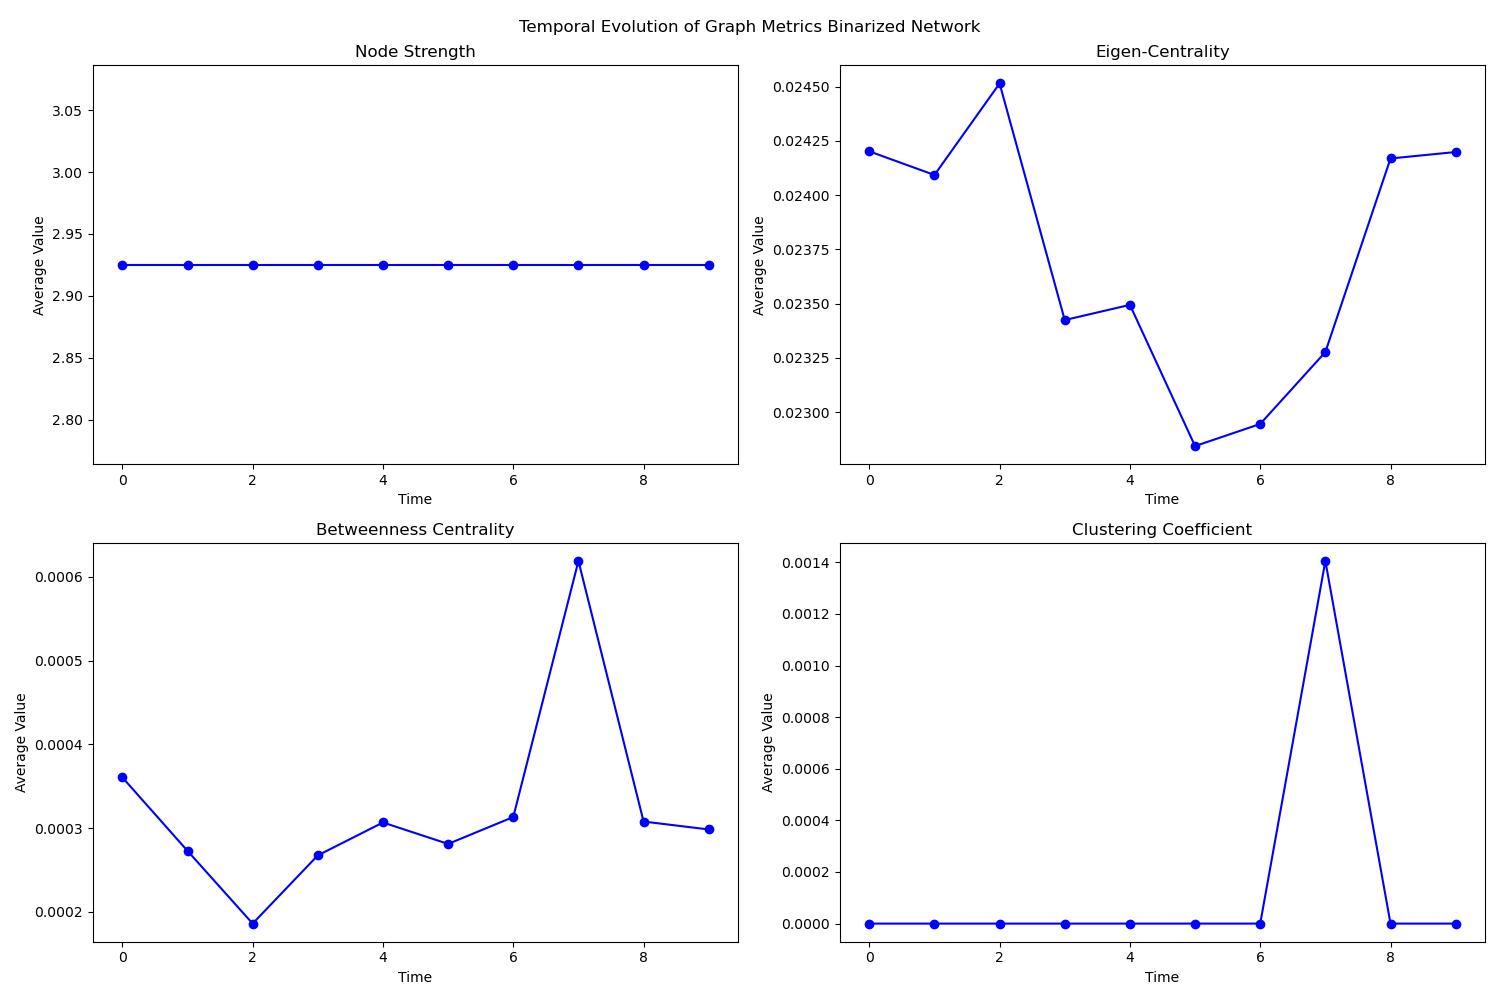 Temporal Evolution of Graph Metrics Binarized Network
Node Strength
Average Value
3.05
3.00
2.95
2.90
2.85
2.80
0 2 4 6 8
Time
Eigen-Centrality
Average Value
0.02450
0.02425
0.02400
0.02375
0.02350
0.02325
0.02300
0 2 4 6 8
Time
Betweenness Centrality
Average Value
0.0006
0.0005
0.0004
0.0003
0.0002
0 2 4 6 8
Time
Clustering Coefficient
Average Value
0.0014
0.0012
0.0010
0.0008
0.0006
0.0004
0.0002
0.0000
0 2 4 6 8
Time